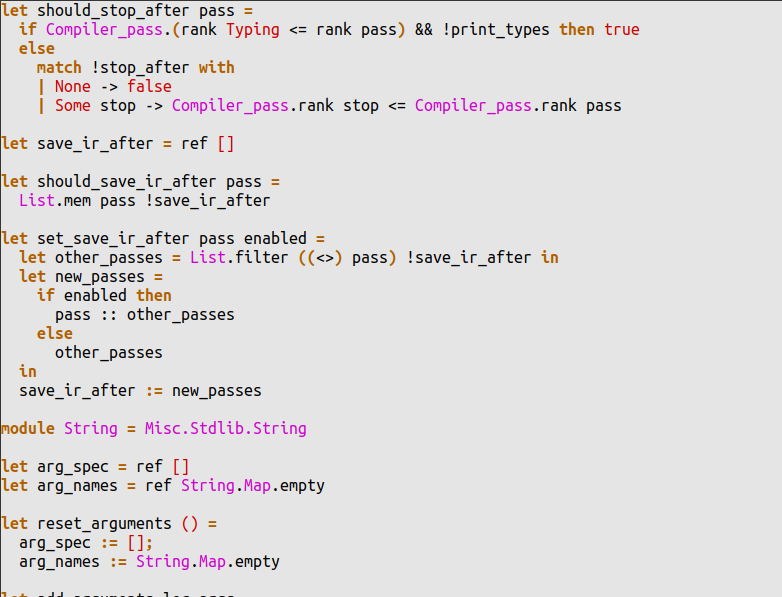 let should_stop_after pass =
  if Compiler_pass.(rank Typing <= rank pass) && !print_types then true
  else
    match !stop_after with
    | None -> false
    | Some stop -> Compiler_pass.rank stop <= Compiler_pass.rank pass

let save_ir_after = ref []

let should_save_ir_after pass =
  List.mem pass !save_ir_after

let set_save_ir_after pass enabled =
  let other_passes = List.filter ((<>) pass) !save_ir_after in
  let new_passes =
    if enabled then
      pass :: other_passes
    else
      other_passes
  in
  save_ir_after := new_passes

module String = Misc.Stdlib.String

let arg_spec = ref []
let arg_names = ref String.Map.empty

let reset_arguments () =
  arg_spec := [];
  arg_names := String.Map.empty